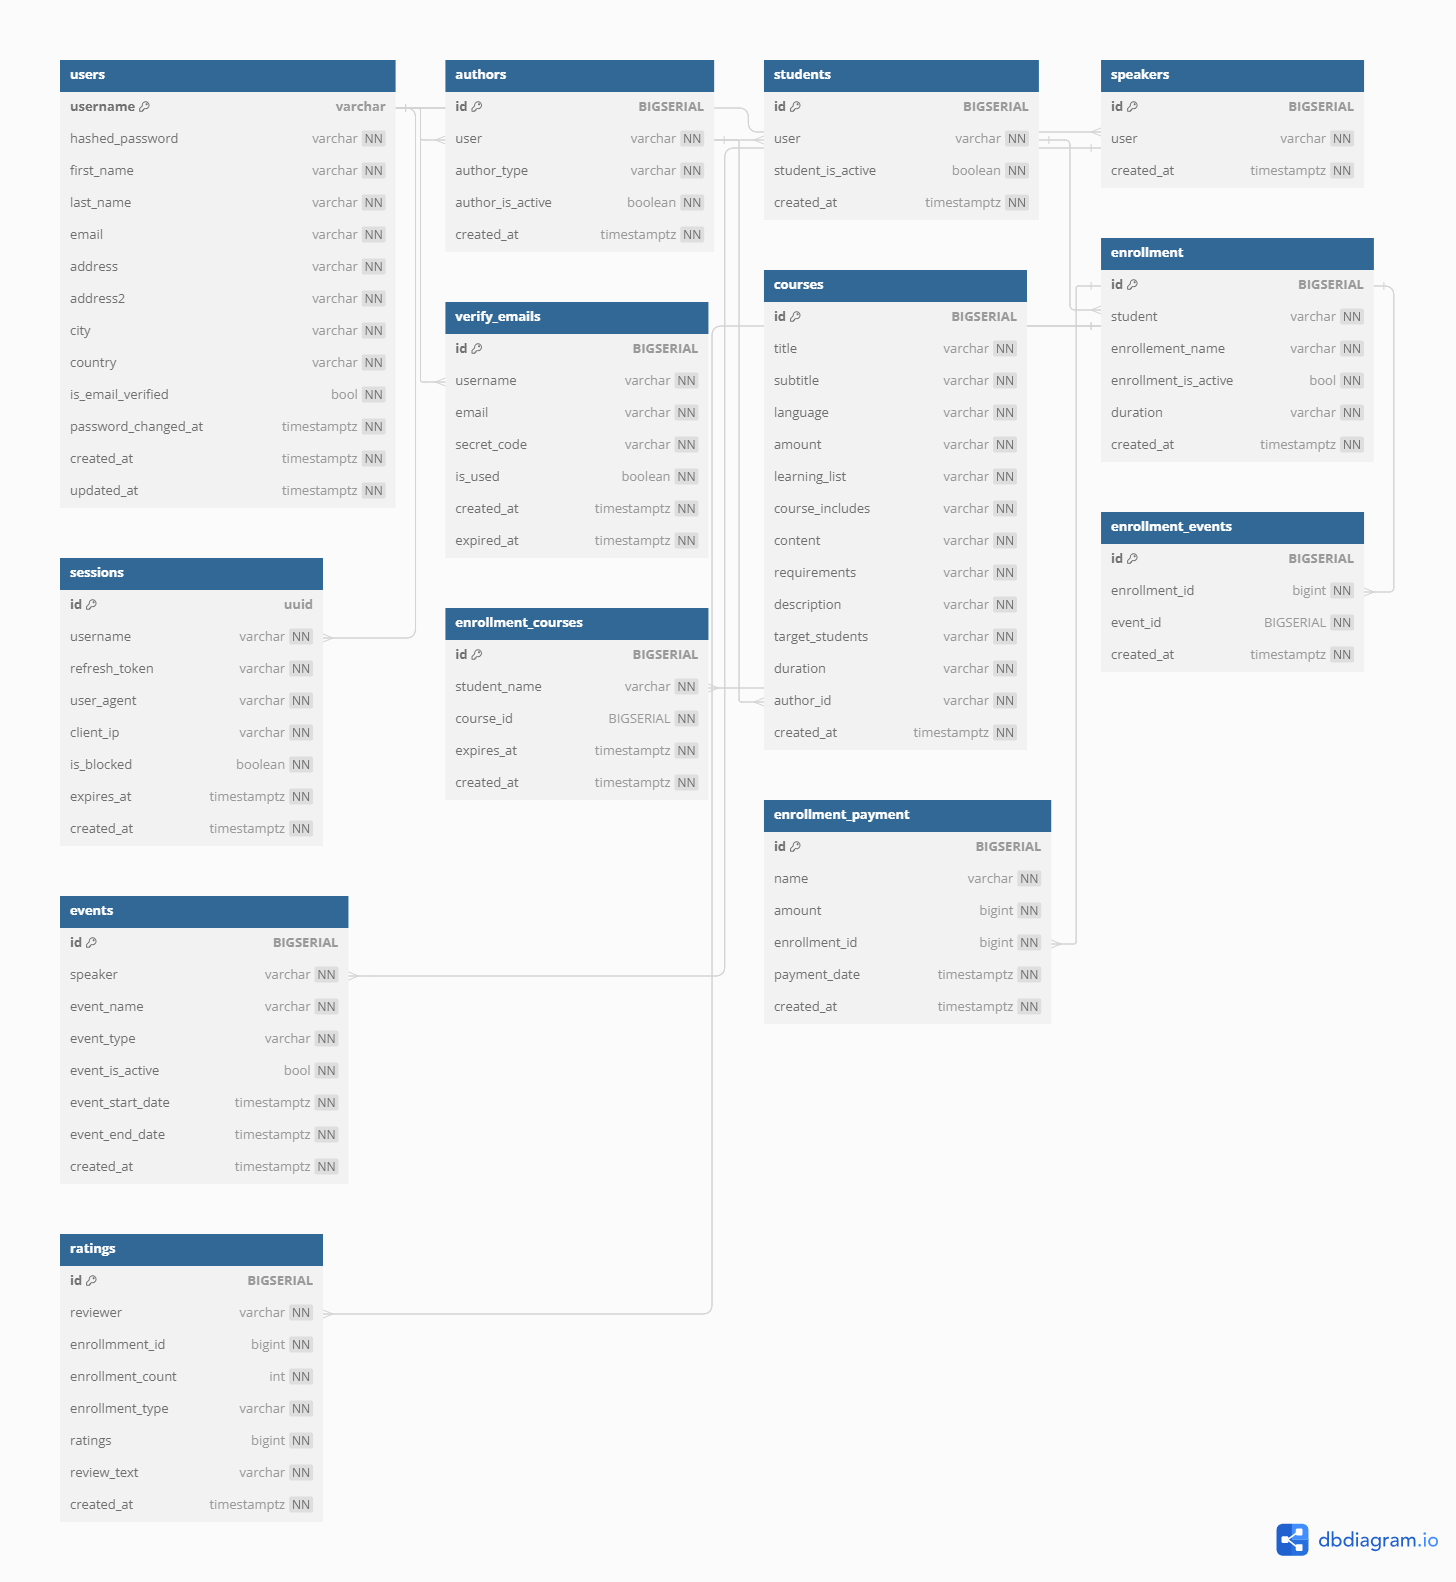 users
username varchar
hashed_password varchar NN
first_name varchar NN
last_name varchar NN
email varchar NN
address varchar NN
address2 varchar NN
city varchar NN
country varchar NN
is_email_verified bool NN
password_changed_at timestamptz NN
created_at timestamptz NN
updated_at timestamptz NN
sessions
id uuid
username varchar NN
refresh_token varchar NN
user_agent varchar NN
client_ip varchar NN
is_blocked boolean NN
expires_at timestamptz NN
created_at timestamptz NN
events
id BIGSERIAL
speaker varchar NN
event_name varchar NN
event_type varchar NN
event_is_active bool NN
event_start_date timestamptz NN
event_end_date timestamptz NN
created_at timestamptz NN
ratings
id BIGSERIAL
reviewer varchar NN
enrollmment_id bigint NN
enrollment_count int NN
enrollment_type varchar NN
ratings bigint NN
review_text varchar NN
created_at timestamptz NN
authors
id BIGSERIAL
user varchar NN
author_type varchar NN
author_is_active boolean NN
created_at timestamptz NN
verify_emails
id BIGSERIAL
username varchar NN
email varchar NN
secret_code varchar NN
is_used boolean NN
created_at timestamptz NN
expired_at timestamptz NN
enrollment_courses
id BIGSERIAL
student_name varchar NN
course_id BIGSERIAL NN
expires_at timestamptz NN
created_at timestamptz NN
students
id BIGSERIAL
user varchar NN
student_is_active boolean NN
created_at timestamptz NN
courses
id BIGSERIAL
title varchar NN
subtitle varchar NN
language varchar NN
amount varchar NN
learning_list varchar NN
course_includes varchar NN
content varchar NN
requirements varchar NN
description varchar NN
target_students varchar NN
duration varchar NN
author_id varchar NN
created_at timestamptz NN
enrollment_payment
id BIGSERIAL
name varchar NN
amount bigint NN
enrollment_id bigint NN
payment_date timestamptz NN
created_at timestamptz NN
speakers
id BIGSERIAL
user varchar NN
created_at timestamptz NN
enrollment
id BIGSERIAL
student varchar NN
enrollement_name varchar NN
enrollment_is_active bool NN
duration varchar NN
created_at timestamptz NN
enrollment_events
id BIGSERIAL
enrollment_id bigint NN
event_id BIGSERIAL NN
created_at timestamptz NN
dbdiagram.io